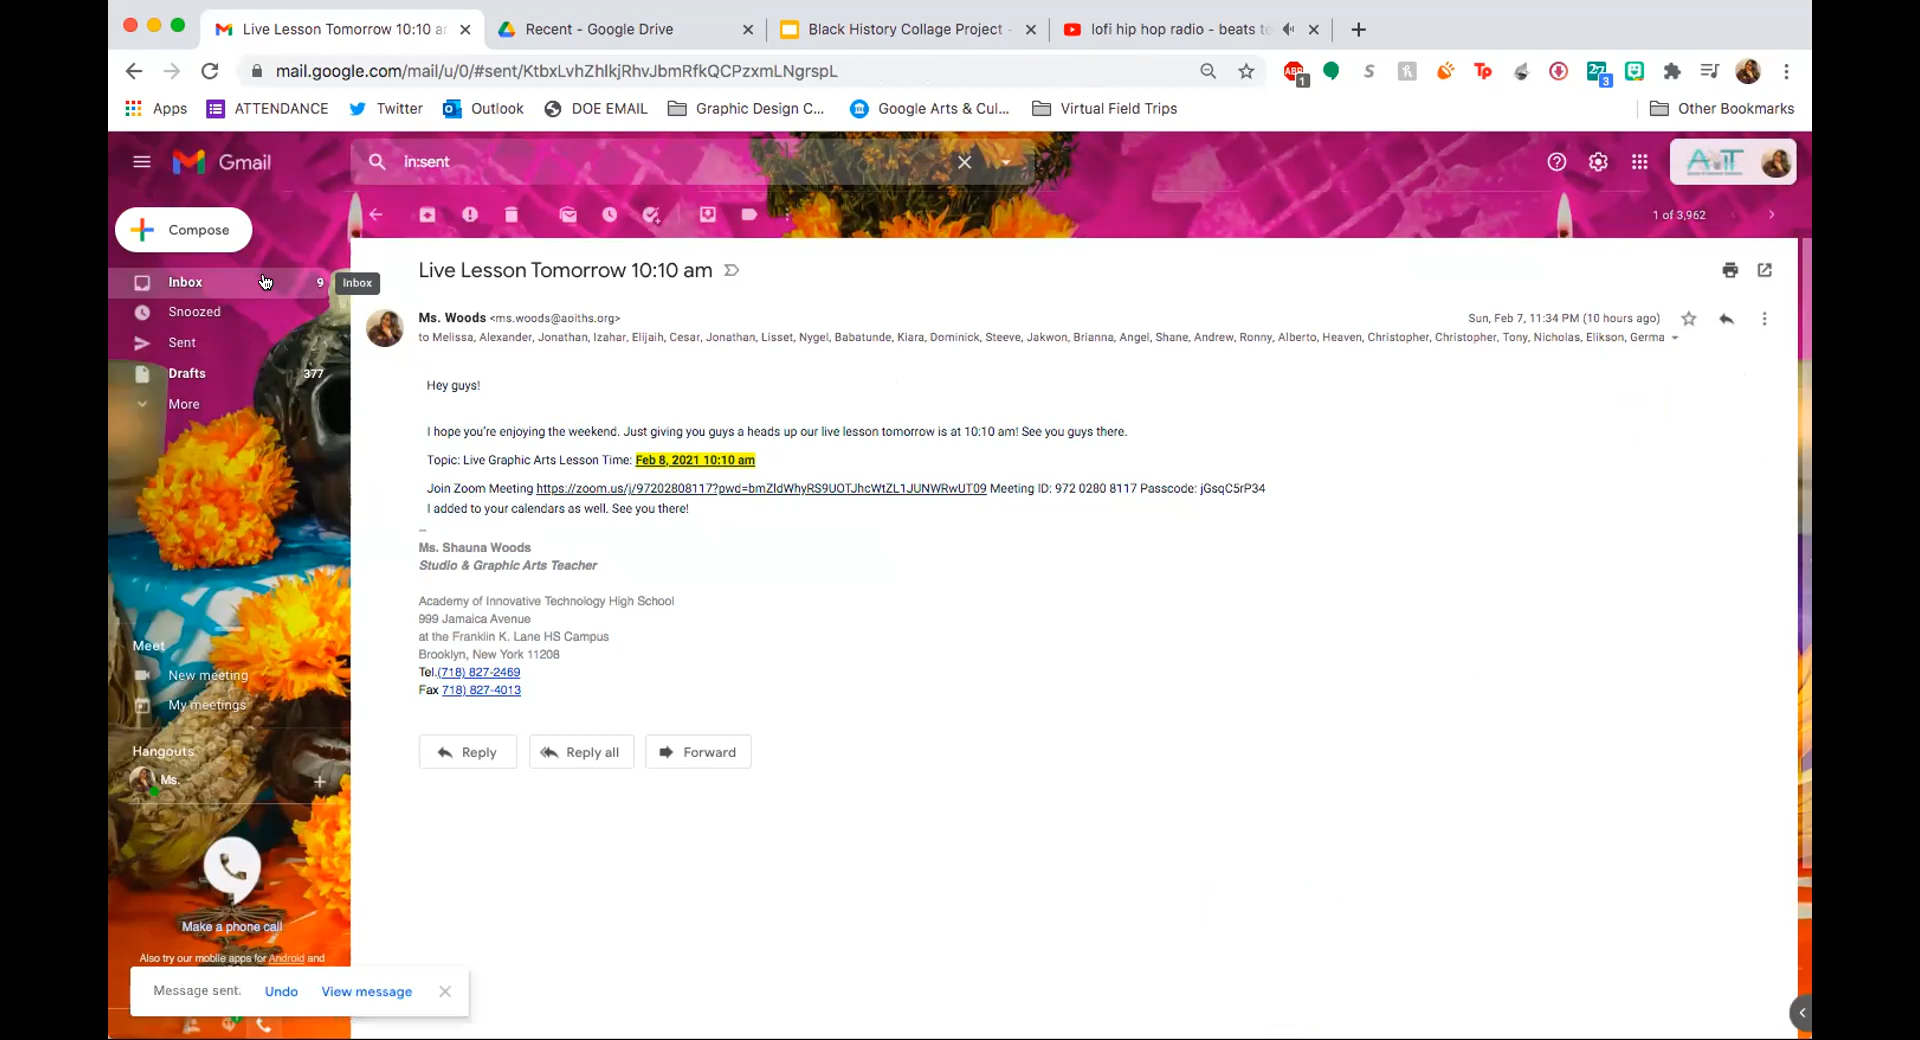 Live Lesson Tomorrow 10:10 ar
Recent - Google Drive
Black History Collage Project -
lofi hip hop radio - beats to
mail.google.com/mail/u/0/#sent/KtbxLvhZhlkjRhvJbmRfkQCPzxmLNgrspL
ABP 1
S
h
Tp
27 3
Apps
ATTENDANCE
Twitter
Outlook
DOE EMAIL
Graphic Design C...
Google Arts & Cul...
Virtual Field Trips
Other Bookmarks
Gmail
in:sent
Compose
1 of 3,962
Inbox 9
Inbox
Snoozed
Sent
Drafts 377
More
Live Lesson Tomorrow 10:10 am
Ms. Woods <ms.woods@aoiths.org>
Sun, Feb 7, 11:34 PM (10 hours ago)
to Melissa, Alexander, Jonathan, Izahar, Elijaih, Cesar, Jonathan, Lisset, Nygel, Babatunde, Kiara, Dominick, Steeve, Jakwon, Brianna, Angel, Shane, Andrew, Ronny, Alberto, Heaven, Christopher, Christopher, Tony, Nicholas, Elikson, Germa
Hey guys!
I hope you're enjoying the weekend. Just giving you guys a heads up our live lesson tomorrow is at 10:10 am! See you guys there.
Topic: Live Graphic Arts Lesson Time: Feb 8, 2021 10:10 am
Join Zoom Meeting https://zoom.us/j/97202808117?pwd=bmZldWhyRS9UOTJhcWtZL1JUNWRwUT09 Meeting ID: 972 0280 8117 Passcode: jGsqC5rP34
I added to your calendars as well. See you there!
--
Ms. Shauna Woods
Studio & Graphic Arts Teacher
Academy of Innovative Technology High School
999 Jamaica Avenue
at the Franklin K. Lane HS Campus
Brooklyn, New York 11208
Tel.(718) 827-2469
Fax 718) 827-4013
Reply
Reply all
Forward
Meet
New meeting
My meetings
Hangouts
Ms.
Make a phone call
Also try our mobile apps for Android and
Message sent.
Undo
View message